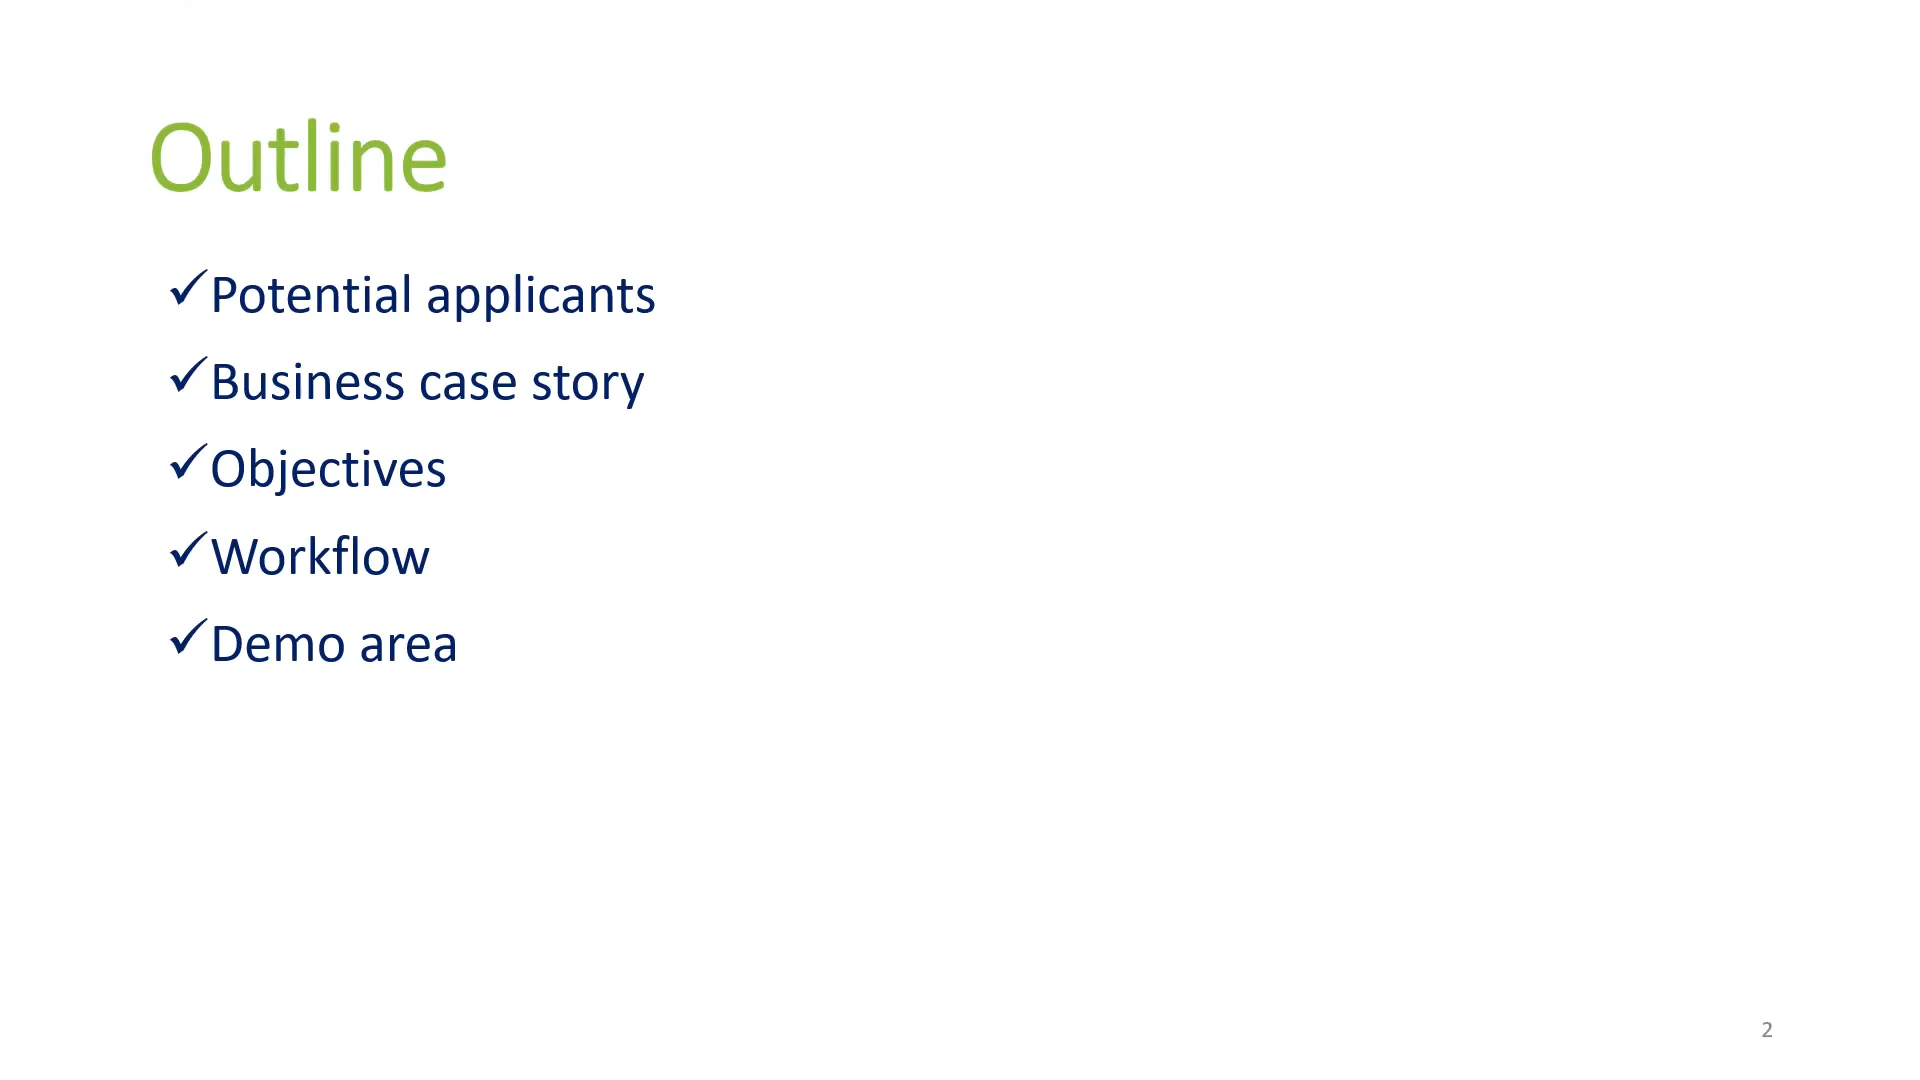 Outline
✓Potential applicants
✓Business case story
✓Objectives
✓Workflow
✓Demo area
2